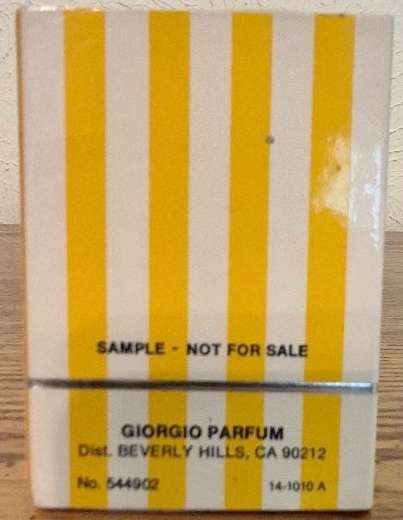 SAMPLE - NOT FOR SALE
GIORGIO PARFUM
Dist. BEVERLY HILLS, CA 90212
No. 544902 14-1010 A